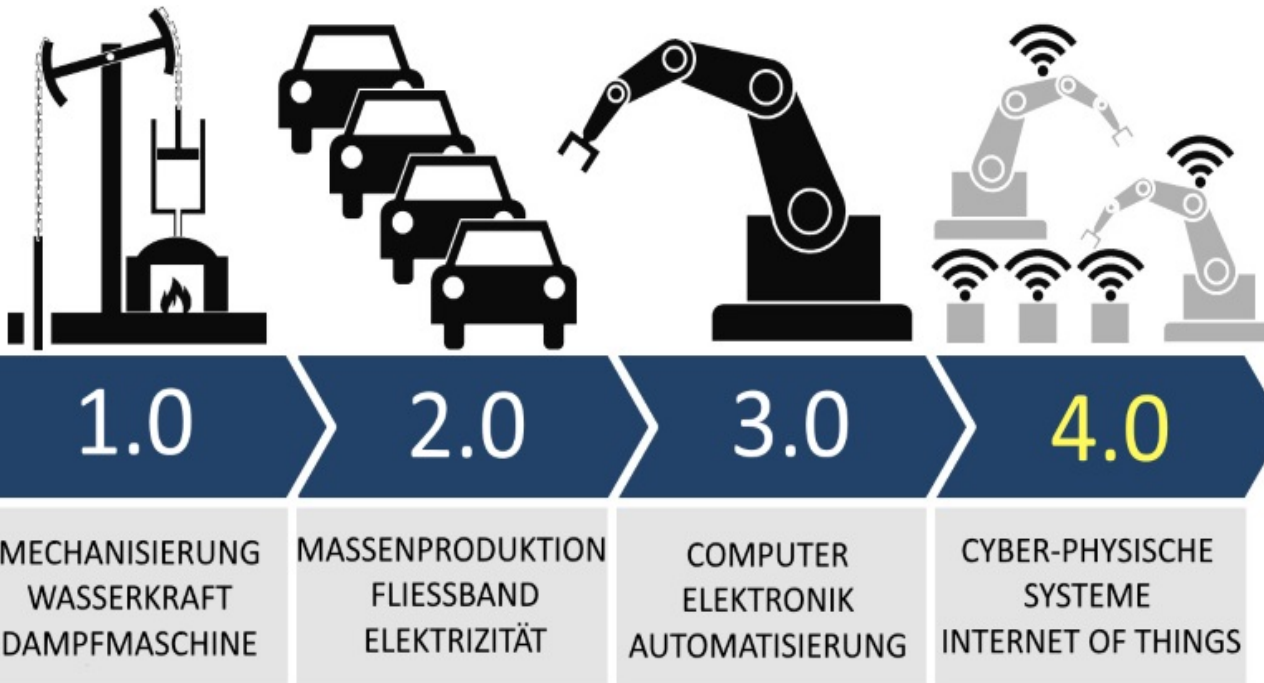 1.0
2.0
3.0
4.0
MECHANISIERUNG
WASSERKRAFT
DAMPFMASCHINE
MASSENPRODUKTION
FLIESSBAND
ELEKTRIZITÄT
COMPUTER
ELEKTRONIK
AUTOMATISIERUNG
CYBER-PHYSISCHE
SYSTEME
INTERNET OF THINGS